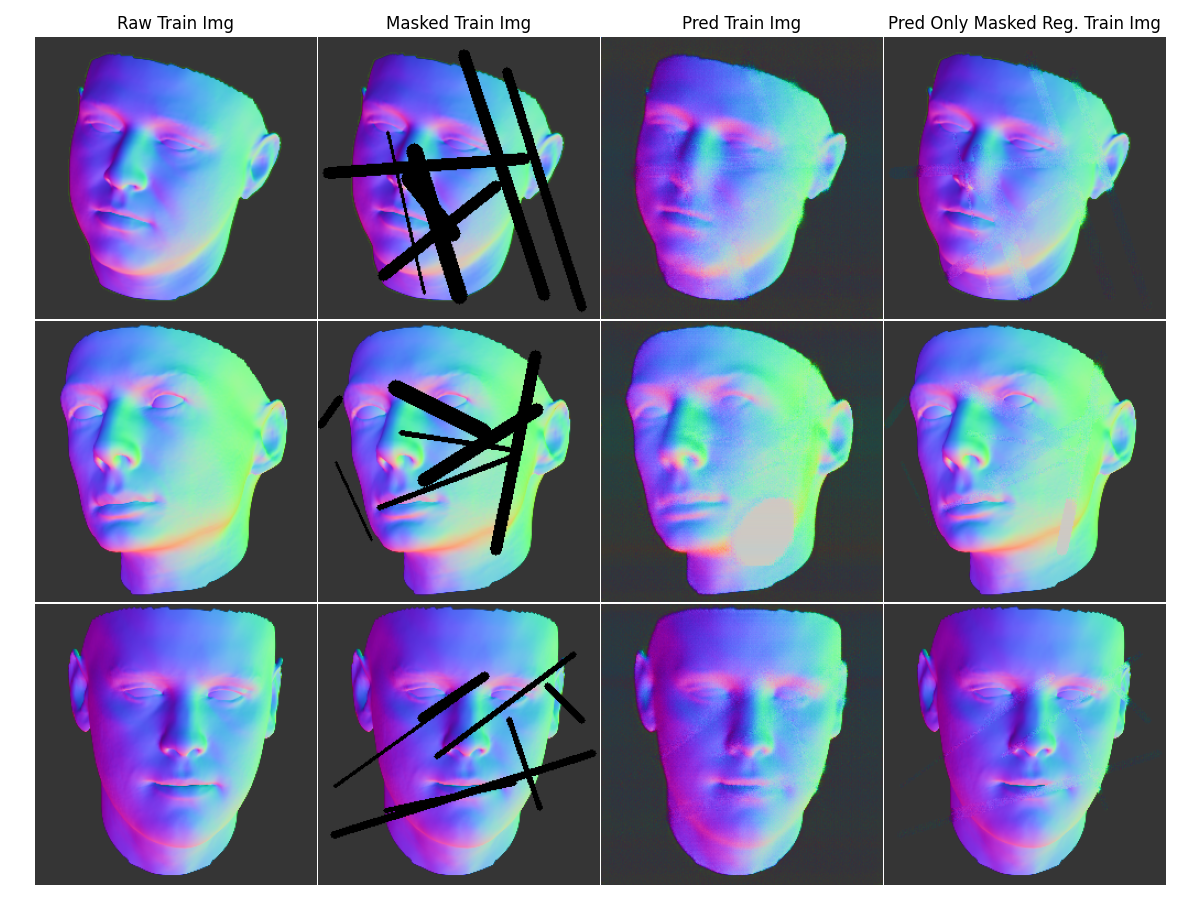 Raw Train Img
Masked Train Img
Pred Train Img
Pred Only Masked Reg. Train Img